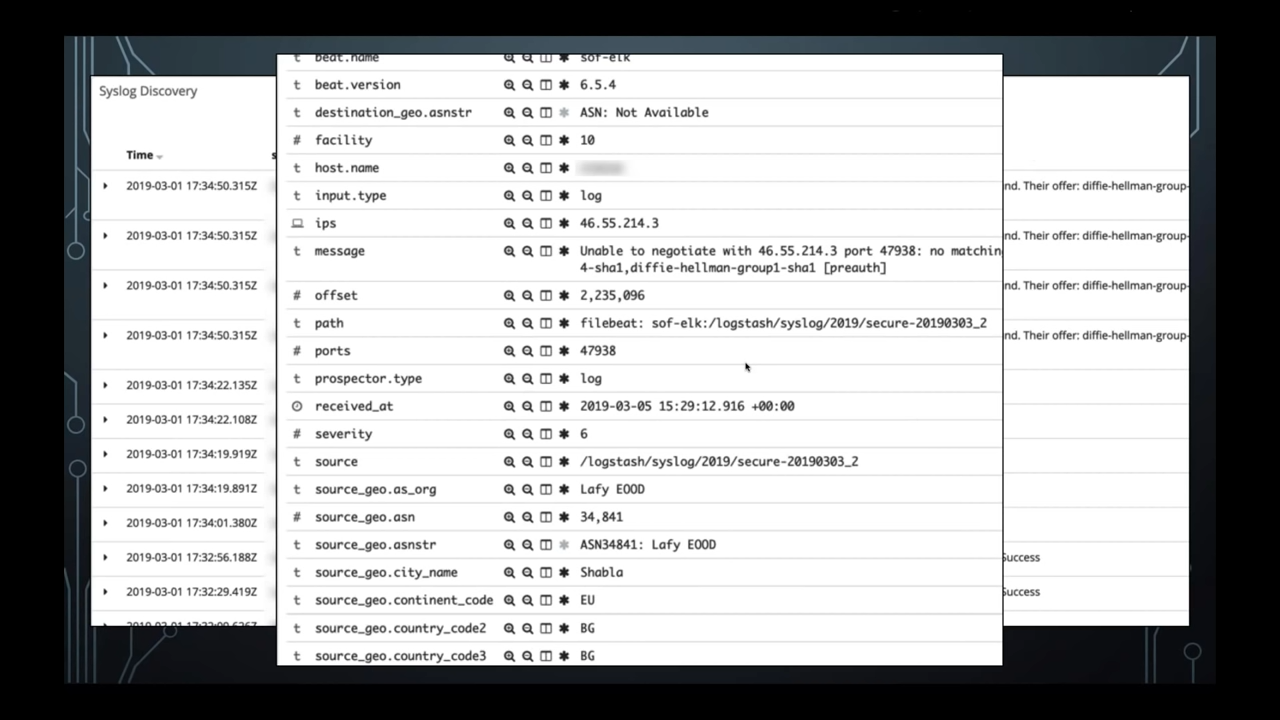 beat.name sof-elk
Syslog Discovery
beat.version 6.5.4
destination_geo.asnstr ASN: Not Available
facility 10
Time
host.name
2019-03-01 17:34:50.315Z
input.type log
nd. Their offer: diffie-hellman-group-
ips 46.55.214.3
2019-03-01 17:34:50.315Z
message Unable to negotiate with 46.55.214.3 port 47938: no matching
4-sha1,diffie-hellman-group1-sha1 [preauth]
nd. Their offer: diffie-hellman-group-
2019-03-01 17:34:50.315Z
offset 2,235,096
nd. Their offer: diffie-hellman-group-
path filebeat: sof-elk:/logstash/syslog/2019/secure-20190303_2
2019-03-01 17:34:50.315Z
nd. Their offer: diffie-hellman-group-
ports 47938
prospector.type log
2019-03-01 17:34:22.135Z
received_at 2019-03-05 15:29:12.916 +00:00
2019-03-01 17:34:22.108Z
severity 6
2019-03-01 17:34:19.919Z
source /logstash/syslog/2019/secure-20190303_2
2019-03-01 17:34:19.891Z
source_geo.as_org Lafy EOOD
source_geo.asn 34,841
2019-03-01 17:34:01.380Z
source_geo.asnstr ASN34841: Lafy EOOD
2019-03-01 17:32:56.188Z
Success
source_geo.city_name Shabla
2019-03-01 17:32:29.419Z
Success
source_geo.continent_code EU
source_geo.country_code2 BG
source_geo.country_code3 BG